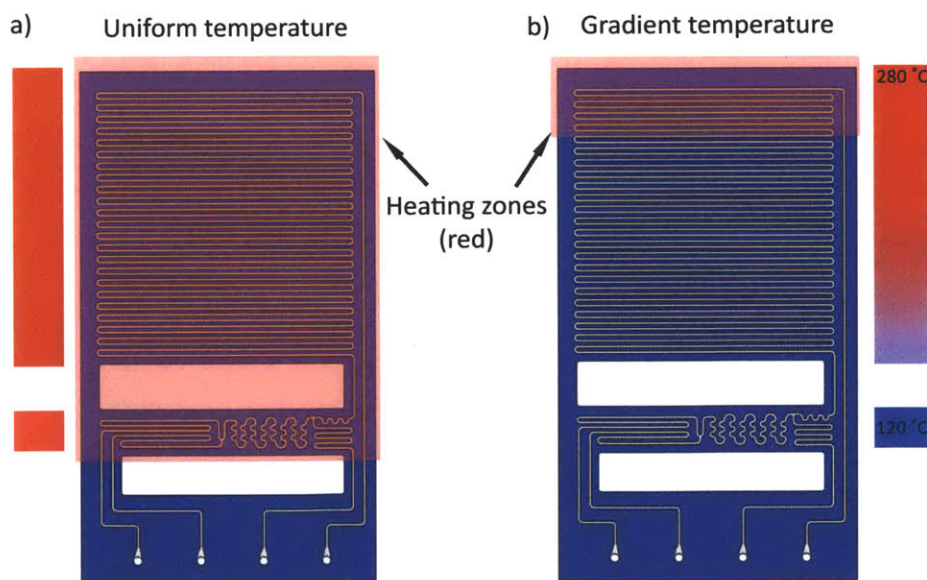 a)
Uniform temperature
b)
Gradient temperature
280 °C
Heating zones
(red)
120 °C